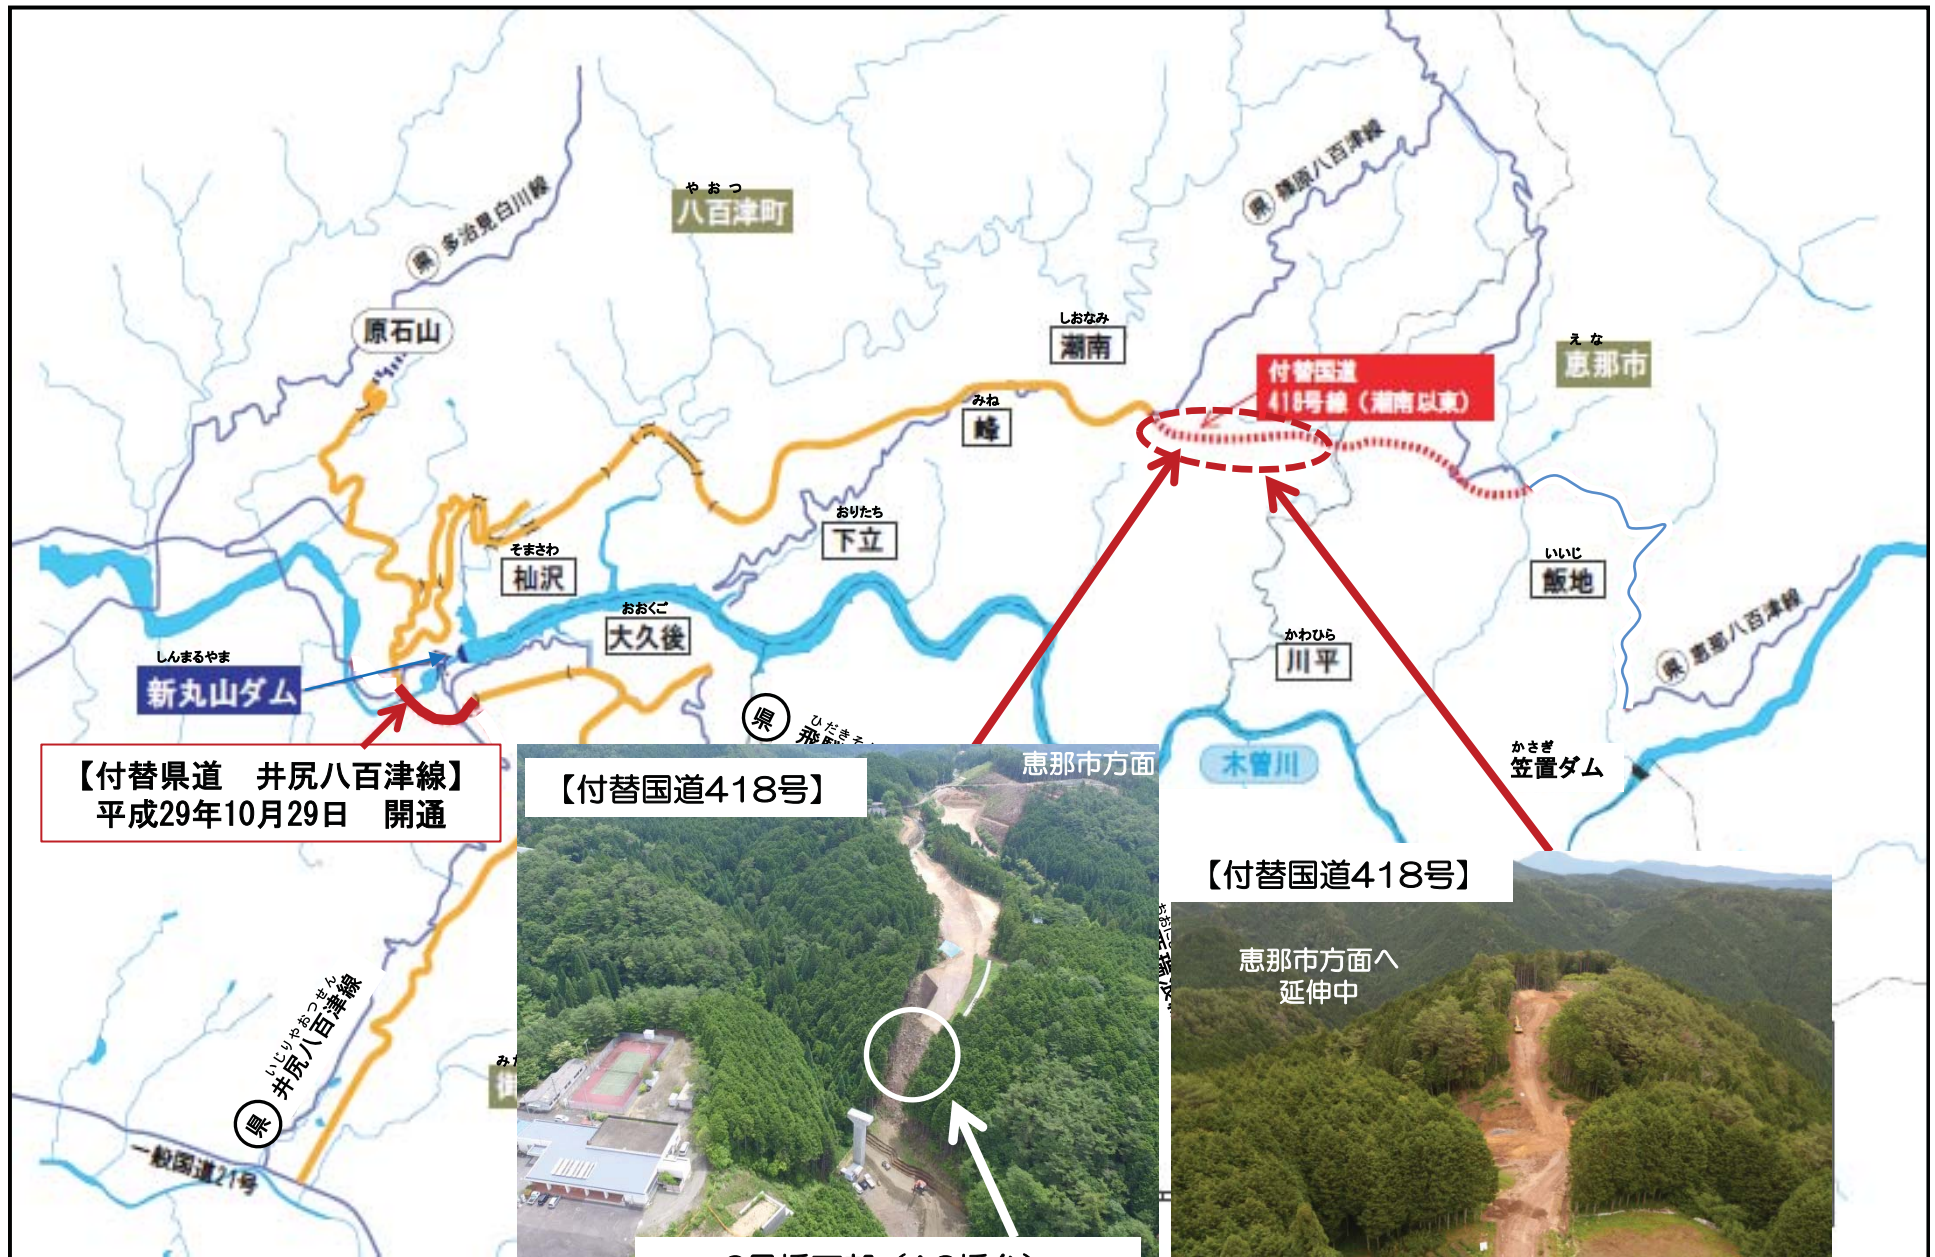 やおつ
八百津町
県 多治見白川線
県 篠原八百津線
原石山
しおなみ
潮南
付替国道
418号線（潮南以東）
えな
恵那市
みね
峰
おりたち
下立
そまさわ
杣沢
おおくご
大久後
いいじ
飯地
かわひら
川平
県 恵那八百津線
しんまるやま
新丸山ダム
県
ひだきそ
木曽川
かさぎ
笠置ダム
【付替県道　井尻八百津線】
平成29年10月29日　開通
【付替国道418号】
恵那市方面
【付替国道418号】
恵那市方面へ
延伸中
いじりやおつせん
県 井尻八百津線
一般国道21号